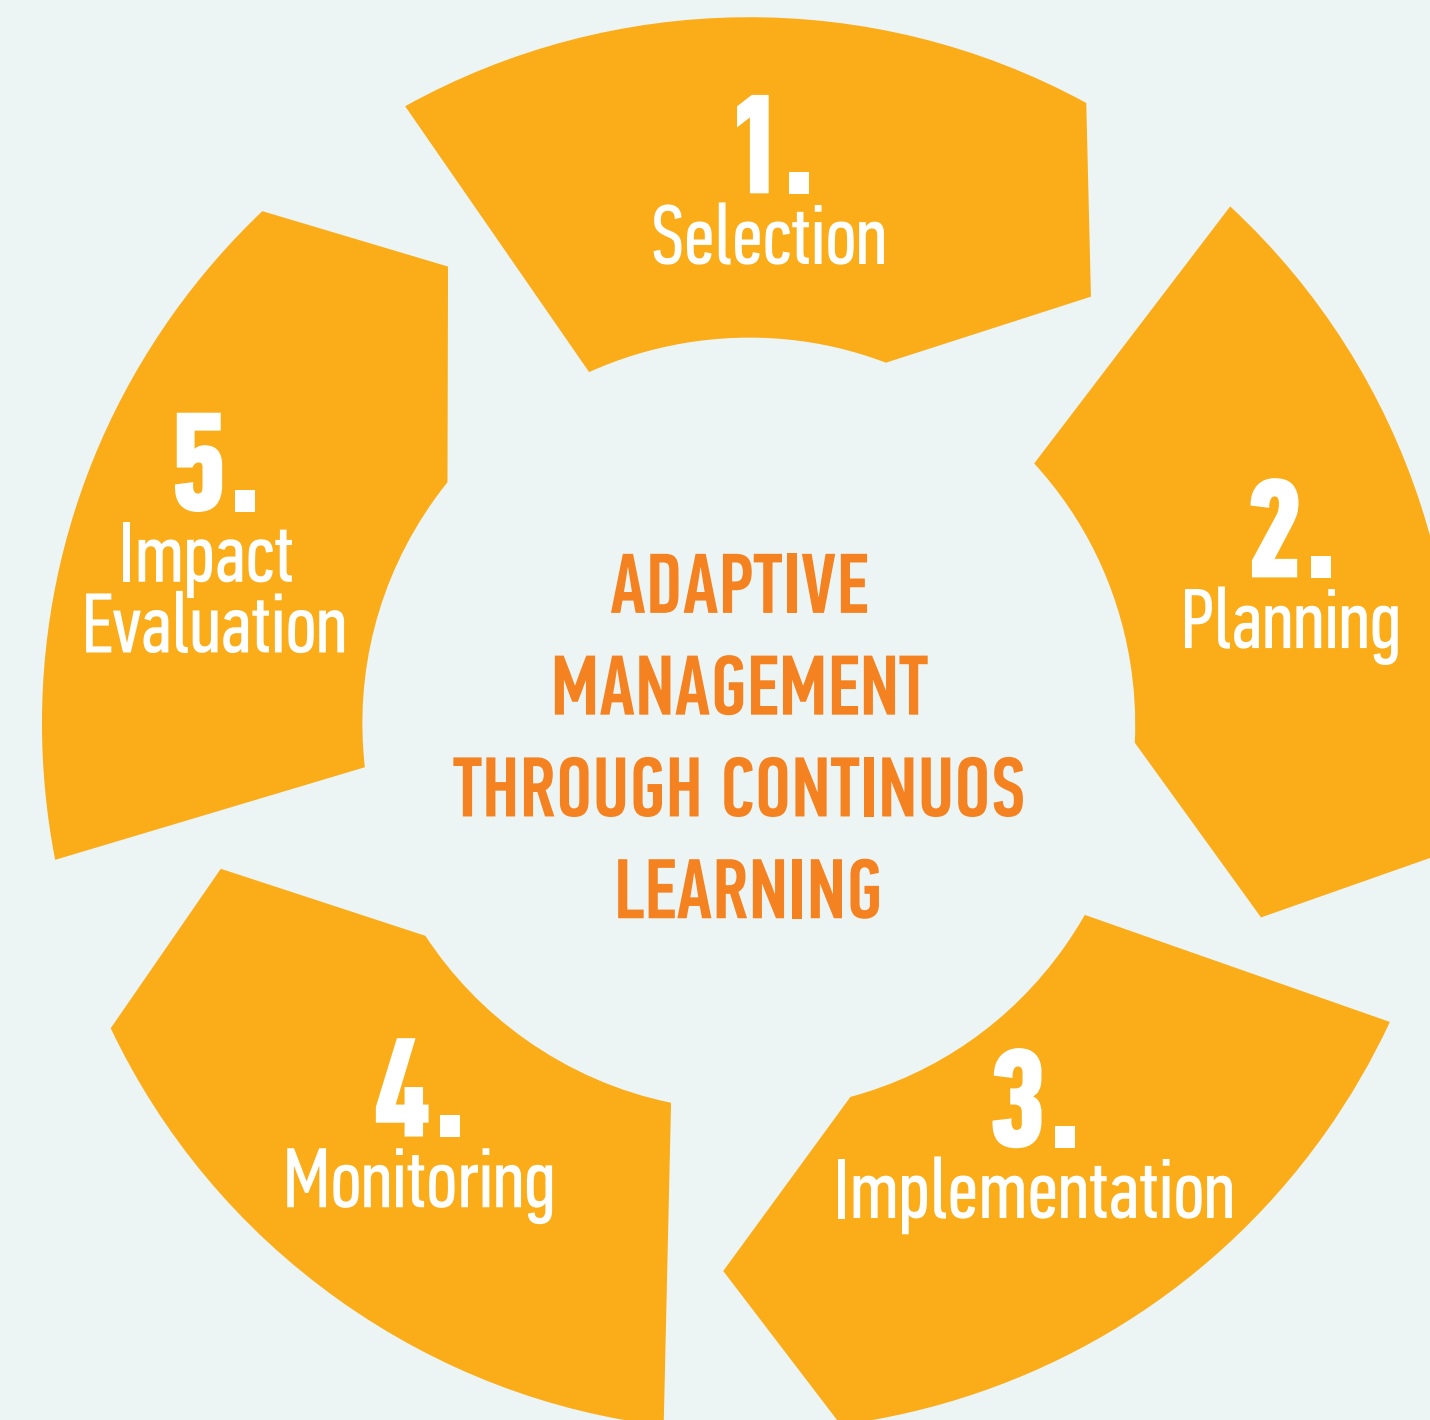 1.
Selection
2.
Planning
3.
Implementation
4.
Monitoring
5.
Impact
Evaluation
ADAPTIVE
MANAGEMENT
THROUGH CONTINUOS
LEARNING